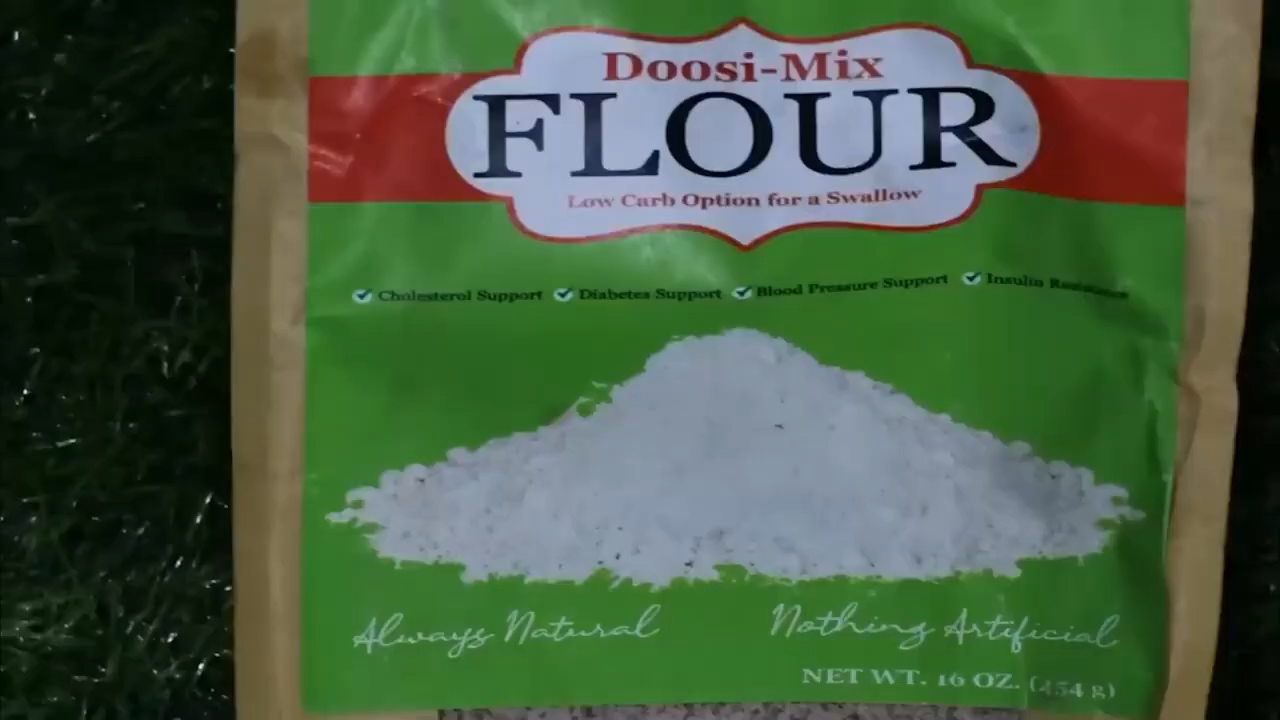 Doosi-Mix
FLOUR
Low Carb Option for a Swallow
Cholesterol Support Diabetes Support Blood Pressure Support Insulin Resistance
Always Natural Nothing Artificial
NET WT. 16 OZ. (454 g)